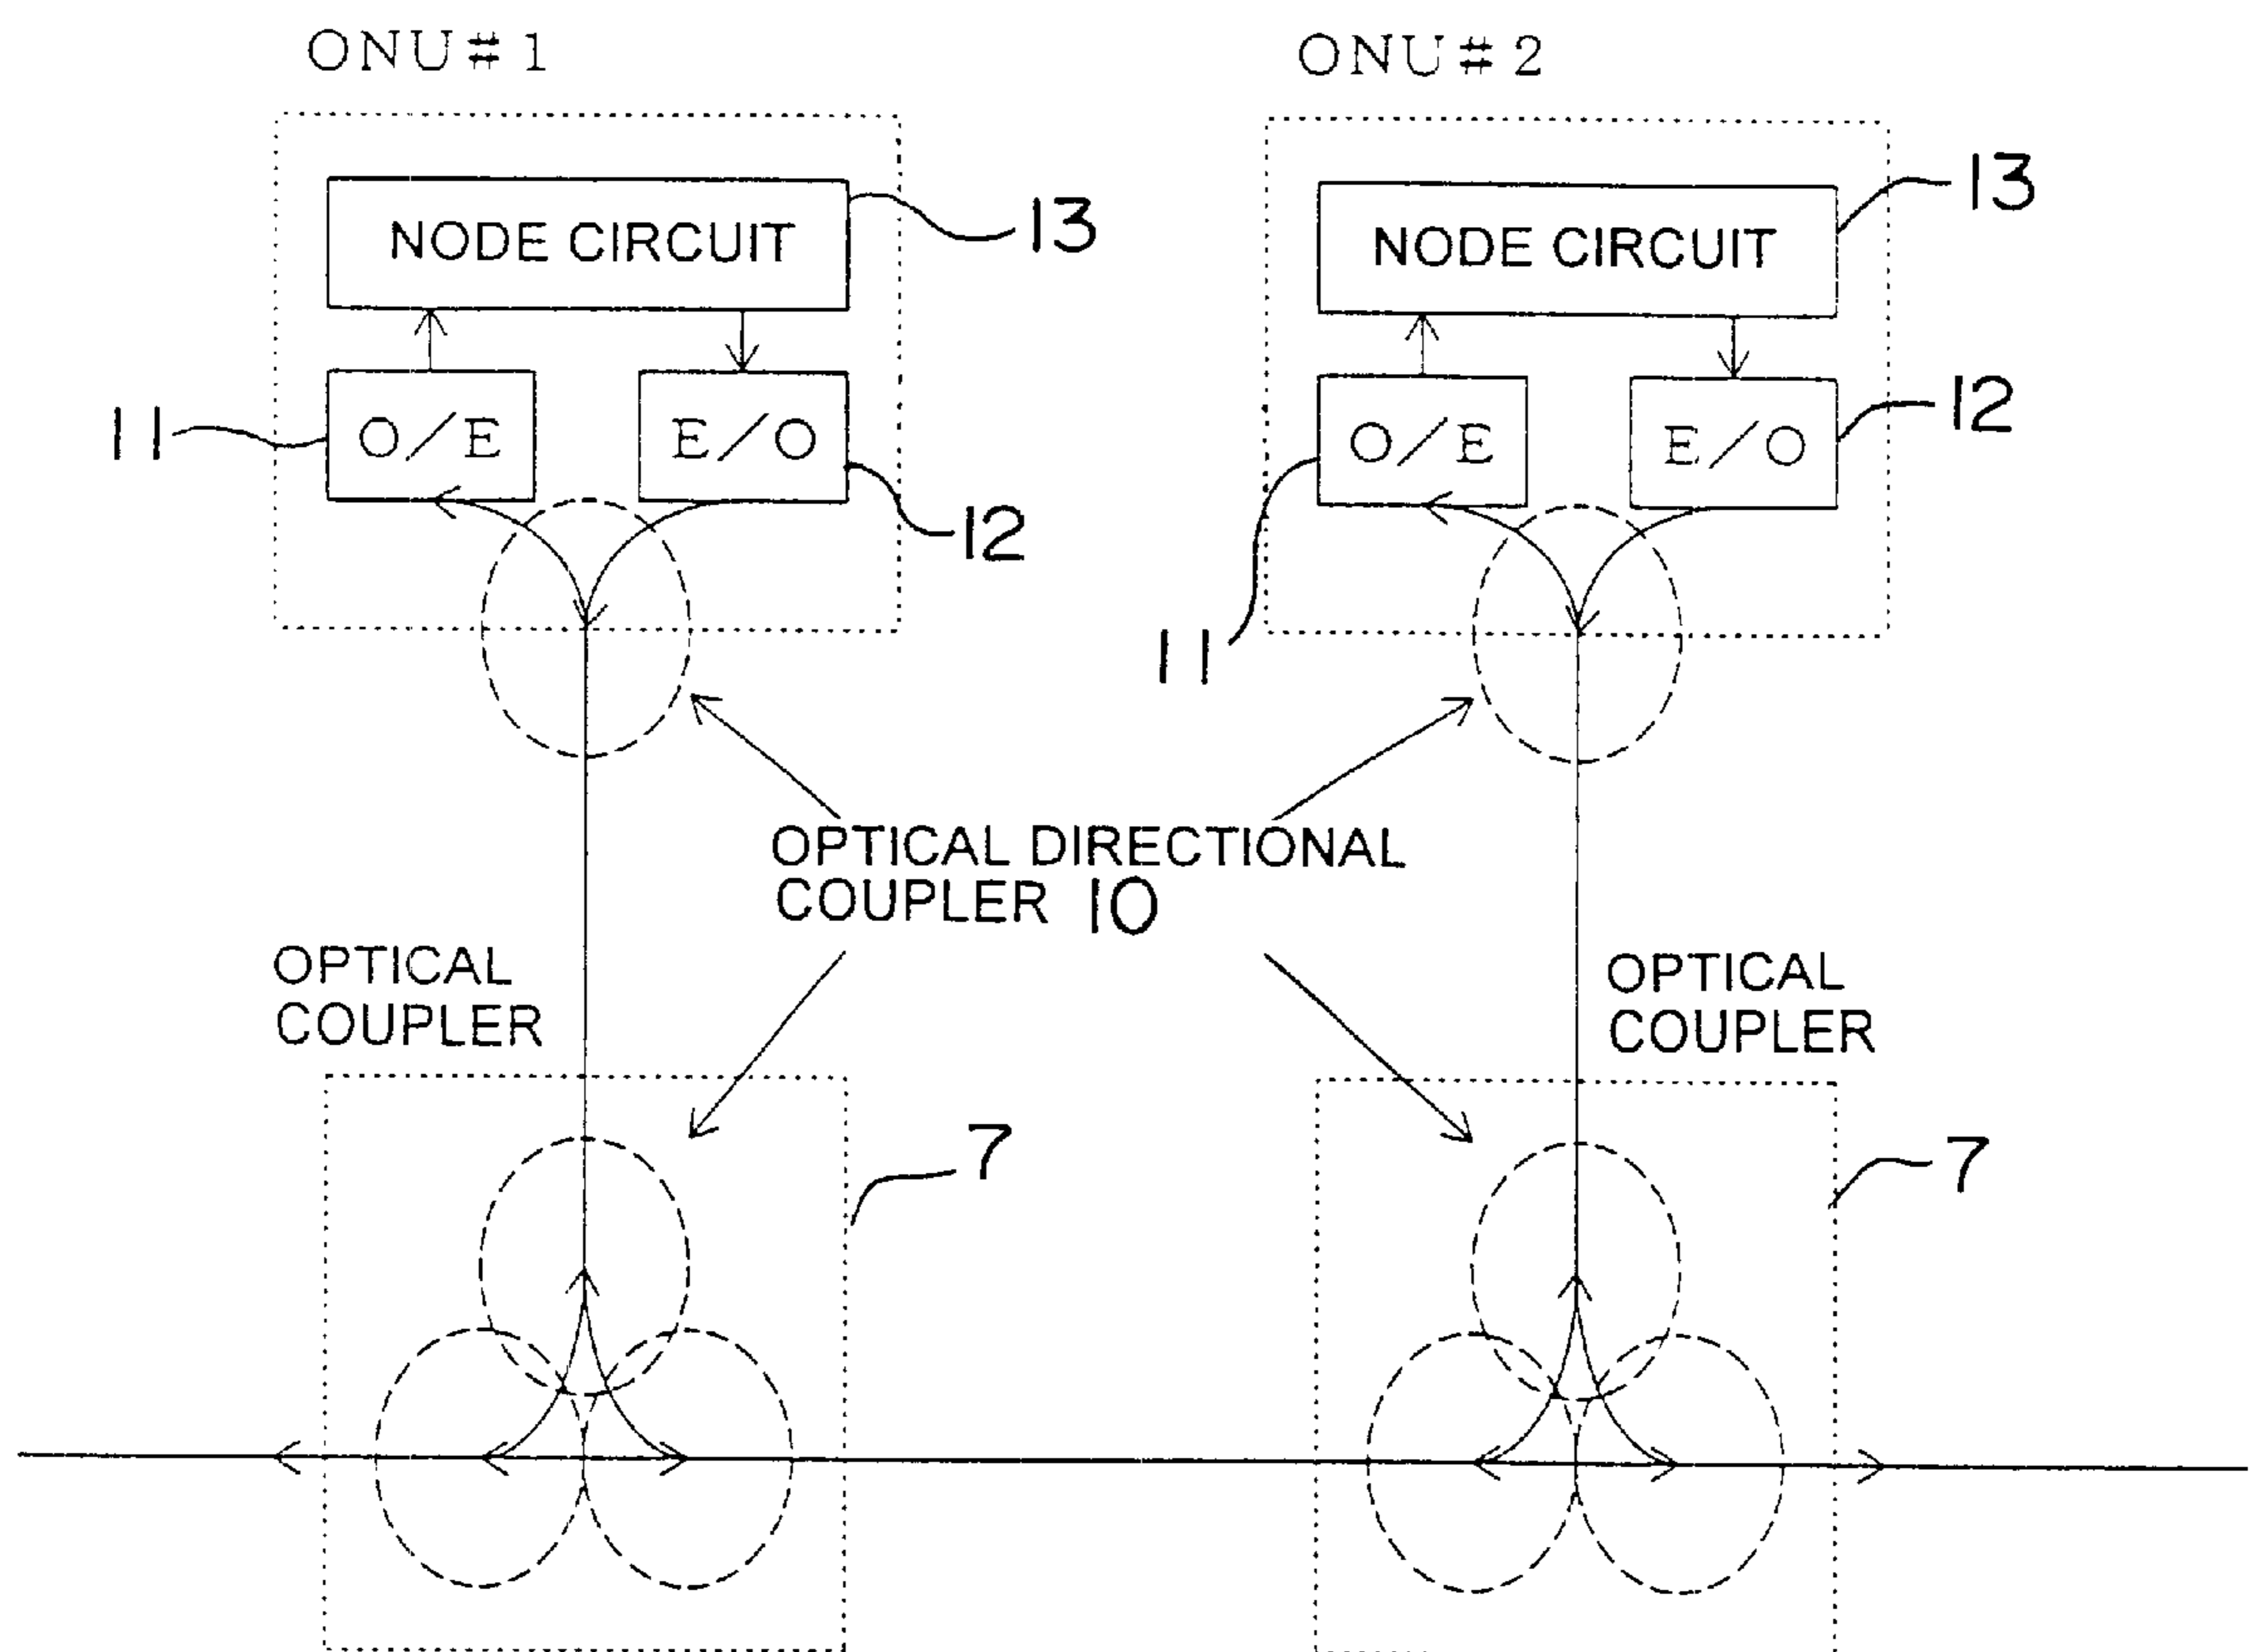 ONU#1
ONU#2
NODE CIRCUIT
13
NODE CIRCUIT
13
11
O/E
E/O
12
11
O/E
E/O
12
OPTICAL DIRECTIONAL
COUPLER 10
OPTICAL
COUPLER
OPTICAL
COUPLER
7
7